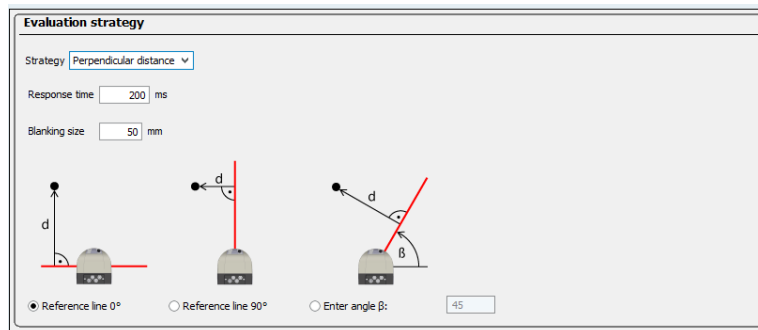 Evaluation strategy
Strategy Perpendicular distance
Response time 200 ms
Blanking size 50 mm
d
d
d
ß
Reference line 0° Reference line 90° Enter angle β: 45